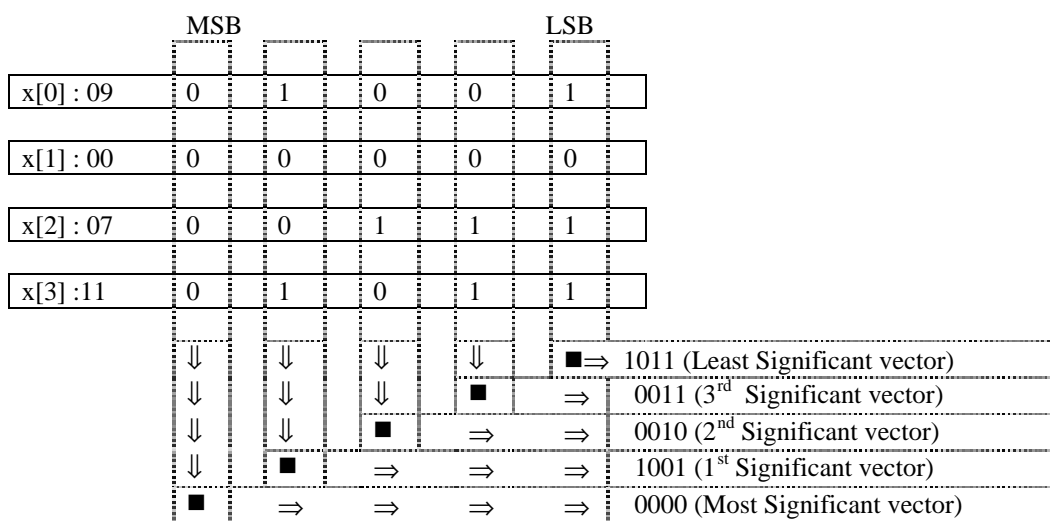 MSB LSB
x[0] : 09 0 1 0 0 1
x[1] : 00 0 0 0 0 0
x[2] : 07 0 0 1 1 1
x[3] :11 0 1 0 1 1
⇓ ⇓ ⇓ ⇓ ■⇒ 1011 (Least Significant vector)
⇓ ⇓ ⇓ ■ ⇒ 0011 (3rd Significant vector)
⇓ ⇓ ■ ⇒ ⇒ 0010 (2nd Significant vector)
⇓ ■ ⇒ ⇒ ⇒ 1001 (1st Significant vector)
■ ⇒ ⇒ ⇒ ⇒ 0000 (Most Significant vector)